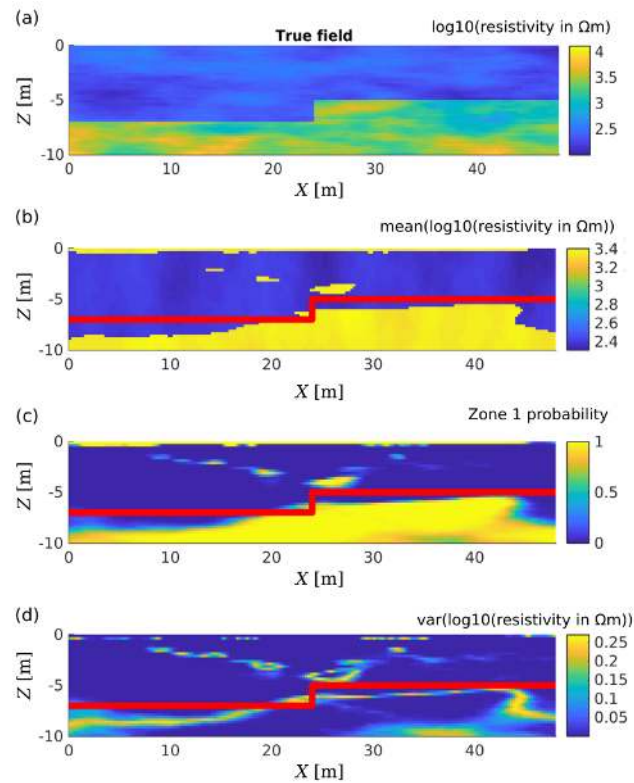 (a)
True field
log10(resistivity in Ωm)
0
-5
-10
Z [m]
0 10 20 30 40
X [m]
4
3.5
3
2.5
(b)
mean(log10(resistivity in Ωm))
0
-5
-10
Z [m]
0 10 20 30 40
X [m]
3.4
3.2
3
2.8
2.6
2.4
(c)
Zone 1 probability
0
-5
-10
Z [m]
0 10 20 30 40
X [m]
1
0.5
0
(d)
var(log10(resistivity in Ωm))
0
-5
-10
Z [m]
0 10 20 30 40
X [m]
0.25
0.2
0.15
0.1
0.05